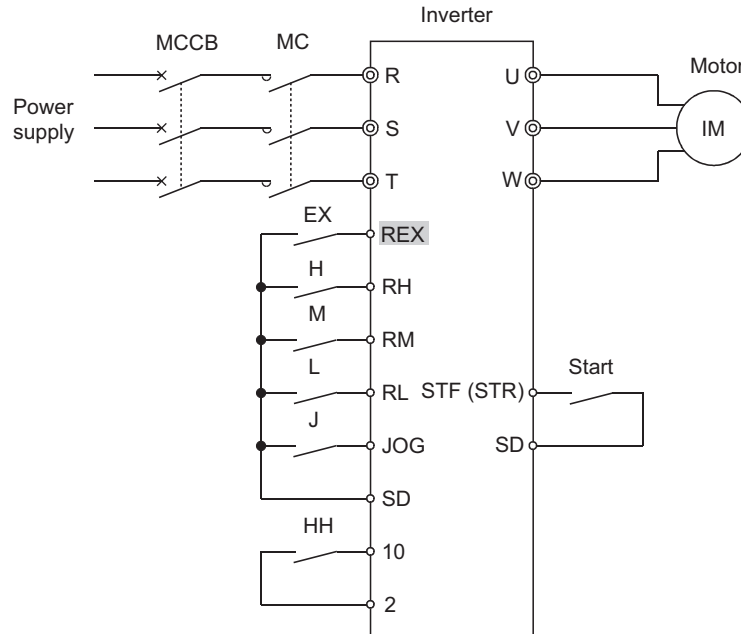 Inverter
MCCB MC
R U Motor
Power
supply
S V IM
T W
EX
REX
H
RH
M
RM
L Start
RL STF (STR)
J
JOG SD
SD
HH
10
2